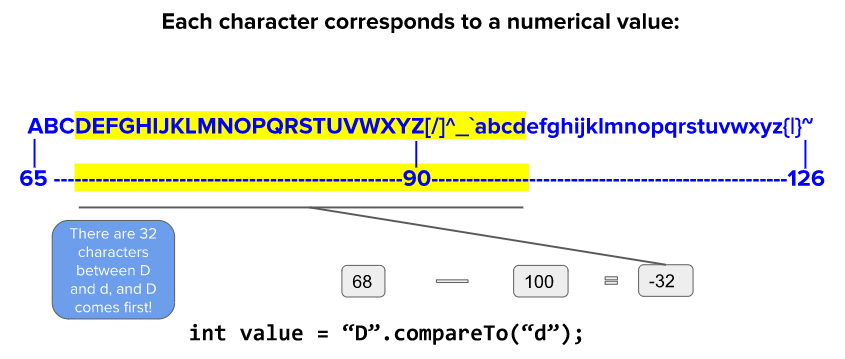 Each character corresponds to a numerical value:
ABCDEFGHIJKLMNOPQRSTUVWXYZ[/]^_`abcdefghijklmnopqrstuvwxyz{|}~
65 ------------------------------------------------90-------------------------------------------------126
There are 32
characters
between D
and d, and D
comes first!
68 — 100 = -32
int value = “D”.compareTo(“d”);